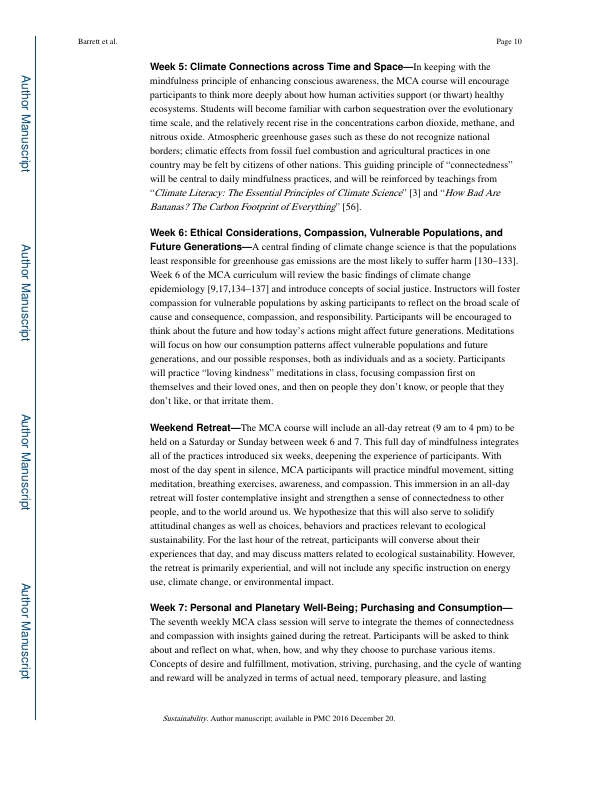 Barrett et al.
Page 10
Week 5: Climate Connections across Time and Space—In keeping with the
mindfulness principle of enhancing conscious awareness, the MCA course will encourage
participants to think more deeply about how human activities support (or thwart) healthy
ecosystems. Students will become familiar with carbon sequestration over the evolutionary
time scale, and the relatively recent rise in the concentrations carbon dioxide, methane, and
nitrous oxide. Atmospheric greenhouse gases such as these do not recognize national
borders; climatic effects from fossil fuel combustion and agricultural practices in one
country may be felt by citizens of other nations. This guiding principle of “connectedness”
will be central to daily mindfulness practices, and will be reinforced by teachings from
“Climate Literacy: The Essential Principles of Climate Science” [3] and “How Bad Are
Bananas? The Carbon Footprint of Everything” [56].
Week 6: Ethical Considerations, Compassion, Vulnerable Populations, and
Future Generations—A central finding of climate change science is that the populations
least responsible for greenhouse gas emissions are the most likely to suffer harm [130–133].
Week 6 of the MCA curriculum will review the basic findings of climate change
epidemiology [9,17,134–137] and introduce concepts of social justice. Instructors will foster
compassion for vulnerable populations by asking participants to reflect on the broad scale of
cause and consequence, compassion, and responsibility. Participants will be encouraged to
think about the future and how today’s actions might affect future generations. Meditations
will focus on how our consumption patterns affect vulnerable populations and future
generations, and our possible responses, both as individuals and as a society. Participants
will practice “loving kindness” meditations in class, focusing compassion first on
themselves and their loved ones, and then on people they don’t know, or people that they
don’t like, or that irritate them.
Weekend Retreat—The MCA course will include an all-day retreat (9 am to 4 pm) to be
held on a Saturday or Sunday between week 6 and 7. This full day of mindfulness integrates
all of the practices introduced six weeks, deepening the experience of participants. With
most of the day spent in silence, MCA participants will practice mindful movement, sitting
meditation, breathing exercises, awareness, and compassion. This immersion in an all-day
retreat will foster contemplative insight and strengthen a sense of connectedness to other
people, and to the world around us. We hypothesize that this will also serve to solidify
attitudinal changes as well as choices, behaviors and practices relevant to ecological
sustainability. For the last hour of the retreat, participants will converse about their
experiences that day, and may discuss matters related to ecological sustainability. However,
the retreat is primarily experiential, and will not include any specific instruction on energy
use, climate change, or environmental impact.
Week 7: Personal and Planetary Well-Being; Purchasing and Consumption—
The seventh weekly MCA class session will serve to integrate the themes of connectedness
and compassion with insights gained during the retreat. Participants will be asked to think
about and reflect on what, when, how, and why they choose to purchase various items.
Concepts of desire and fulfillment, motivation, striving, purchasing, and the cycle of wanting
and reward will be analyzed in terms of actual need, temporary pleasure, and lasting
Sustainability. Author manuscript; available in PMC 2016 December 20.
Author Manuscript
Author Manuscript
Author Manuscript
Author Manuscript